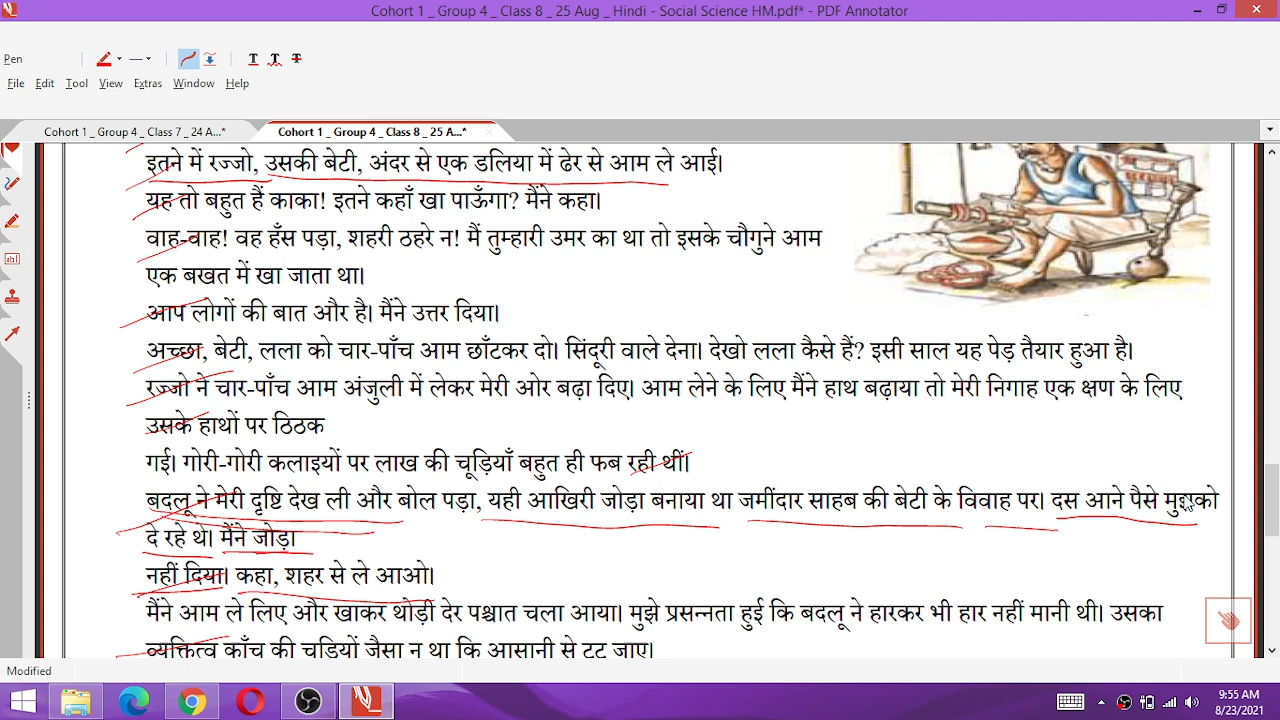 Cohort 1 _ Group 4 _ Class 8 _ 25 Aug _ Hindi - Social Science HM.pdf* - PDF Annotator
Pen
T T T
File Edit Tool View Extras Window Help
Cohort 1 _ Group 4 _ Class 7 _ 24 A...* Cohort 1 _ Group 4 _ Class 8 _ 25 A...*
इतने में रज्जो, उसकी बेटी, अंदर से एक डलिया में ढेर से आम ले आई।
यह तो बहुत हैं काका! इतने कहाँ खा पाऊँगा? मैंने कहा।
वाह-वाह! वह हँस पड़ा, शहरी ठहरे न! मैं तुम्हारी उमर का था तो इसके चौगुने आम
एक बखत में खा जाता था।
आप लोगों की बात और है। मैंने उत्तर दिया।
अच्छा, बेटी, लला को चार-पाँच आम छाँटकर दो। सिंदूरी वाले देना। देखो लला कैसे हैं? इसी साल यह पेड़ तैयार हुआ है।
रज्जो ने चार-पाँच आम अंजुली में लेकर मेरी ओर बढ़ा दिए। आम लेने के लिए मैंने हाथ बढ़ाया तो मेरी निगाह एक क्षण के लिए
उसके हाथों पर ठिठक
गई। गोरी-गोरी कलाइयों पर लाख की चूड़ियाँ बहुत ही फब रही थीं।
बदलू ने मेरी दृष्टि देख ली और बोल पड़ा, यही आखिरी जोड़ा बनाया था जमींदार साहब की बेटी के विवाह पर। दस आने पैसे मुझको
दे रहे थे। मैंने जोड़ा
नहीं दिया। कहा, शहर से ले आओ।
मैंने आम ले लिए और खाकर थोड़ी देर पश्चात चला आया। मुझे प्रसन्नता हुई कि बदलू ने हारकर भी हार नहीं मानी थी। उसका
व्यक्तित्व काँच की चूड़ियों जैसा न था कि आसानी से टूट जाए।
Modified
9:55 AM
8/23/2021